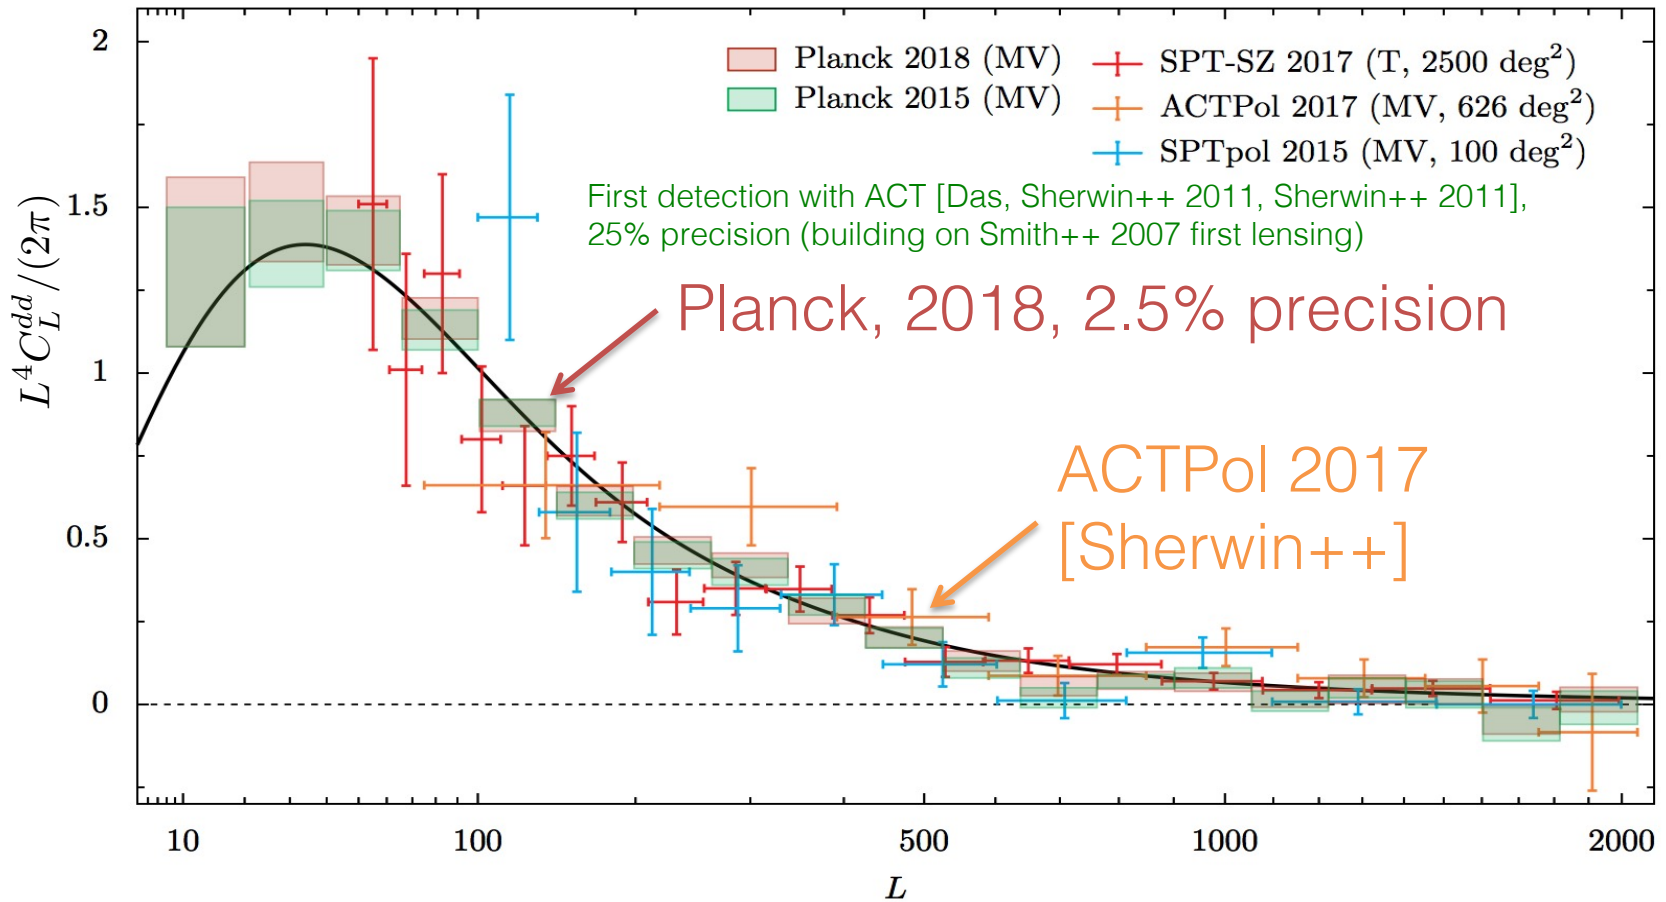 2
1.5
1
0.5
0
L⁴C_L^{dd}/(2π)
Planck 2018 (MV)
Planck 2015 (MV)
SPT-SZ 2017 (T, 2500 deg²)
ACTPol 2017 (MV, 626 deg²)
SPTpol 2015 (MV, 100 deg²)
First detection with ACT [Das, Sherwin++ 2011, Sherwin++ 2011],
25% precision (building on Smith++ 2007 first lensing)
Planck, 2018, 2.5% precision
ACTPol 2017
[Sherwin++]
10 100 500 1000 2000
L